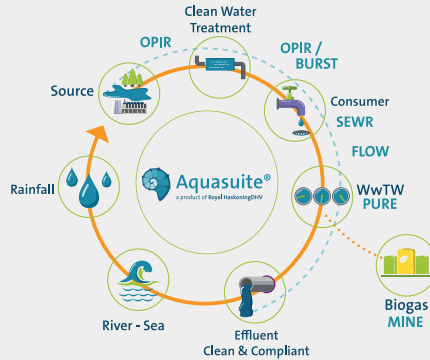 Clean Water
Treatment
OPIR
OPIR /
BURST
Source
Consumer
SEWR
FLOW
Aquasuite®
a product of Royal HaskoningDHV
Rainfall
WwTW
PURE
Biogas
MINE
River - Sea
Effluent
Clean & Compliant